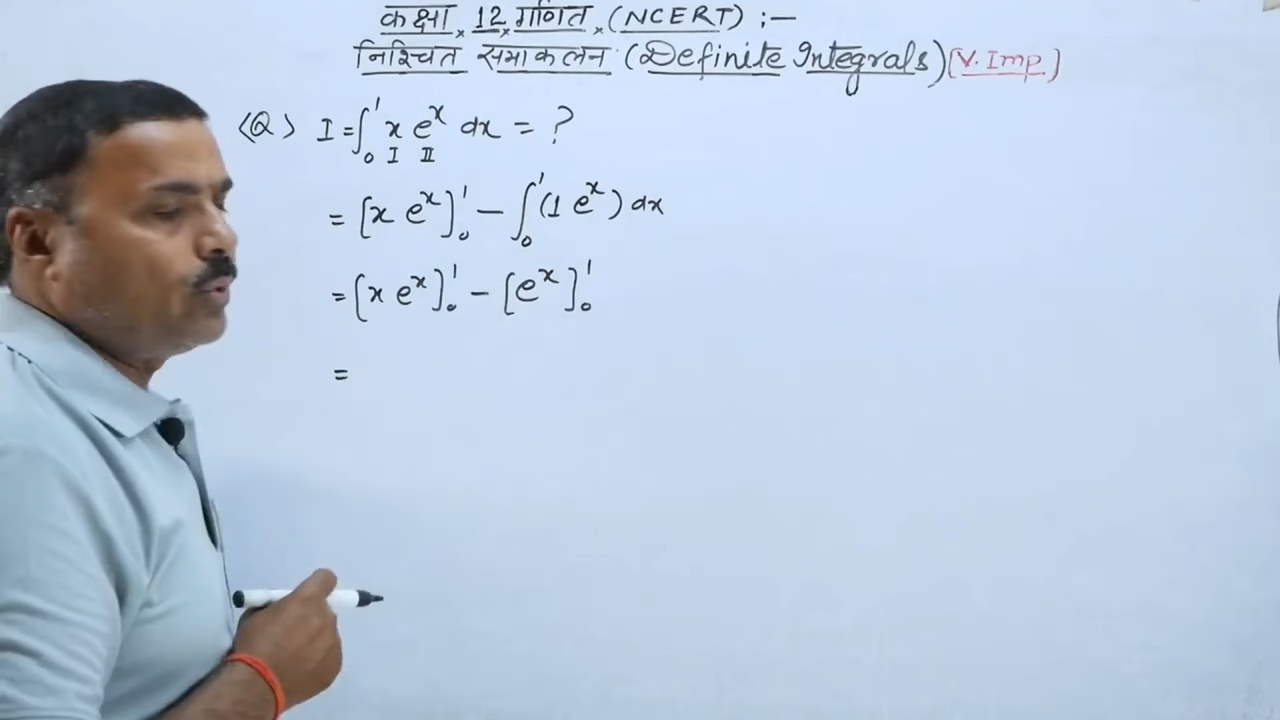 कक्षा × 12 × गणित × (NCERT) :—
निश्चित समाकलन (Definite Integrals) [V. Imp.]
<Q> I = ∫₀¹ x eˣ dx = ?
I II
= [x eˣ]₀¹ — ∫₀¹ (1 eˣ) dx
= [x eˣ]₀¹ - [eˣ]₀¹
=